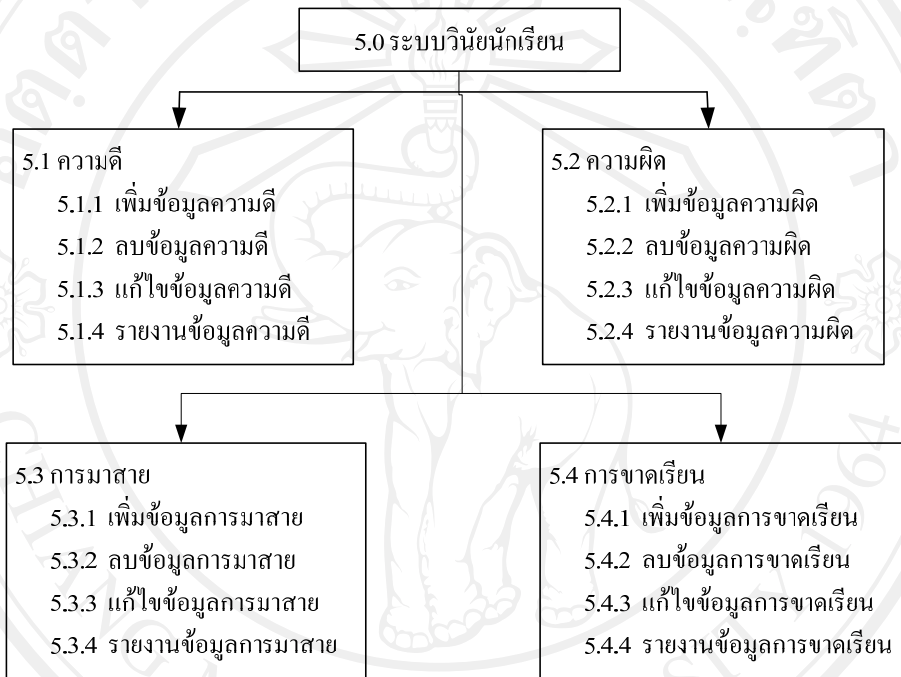 5.0 ระบบวินัยนักเรียน
5.1 ความดี
5.1.1 เพิ่มข้อมูลความดี
5.1.2 ลบข้อมูลความดี
5.1.3 แก้ไขข้อมูลความดี
5.1.4 รายงานข้อมูลความดี
5.2 ความผิด
5.2.1 เพิ่มข้อมูลความผิด
5.2.2 ลบข้อมูลความผิด
5.2.3 แก้ไขข้อมูลความผิด
5.2.4 รายงานข้อมูลความผิด
5.3 การมาสาย
5.3.1 เพิ่มข้อมูลการมาสาย
5.3.2 ลบข้อมูลการมาสาย
5.3.3 แก้ไขข้อมูลการมาสาย
5.3.4 รายงานข้อมูลการมาสาย
5.4 การขาดเรียน
5.4.1 เพิ่มข้อมูลการขาดเรียน
5.4.2 ลบข้อมูลการขาดเรียน
5.4.3 แก้ไขข้อมูลการขาดเรียน
5.4.4 รายงานข้อมูลการขาดเรียน
1964